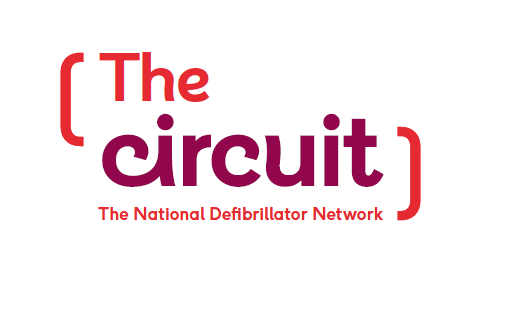 The
circuit
The National Defibrillator Network